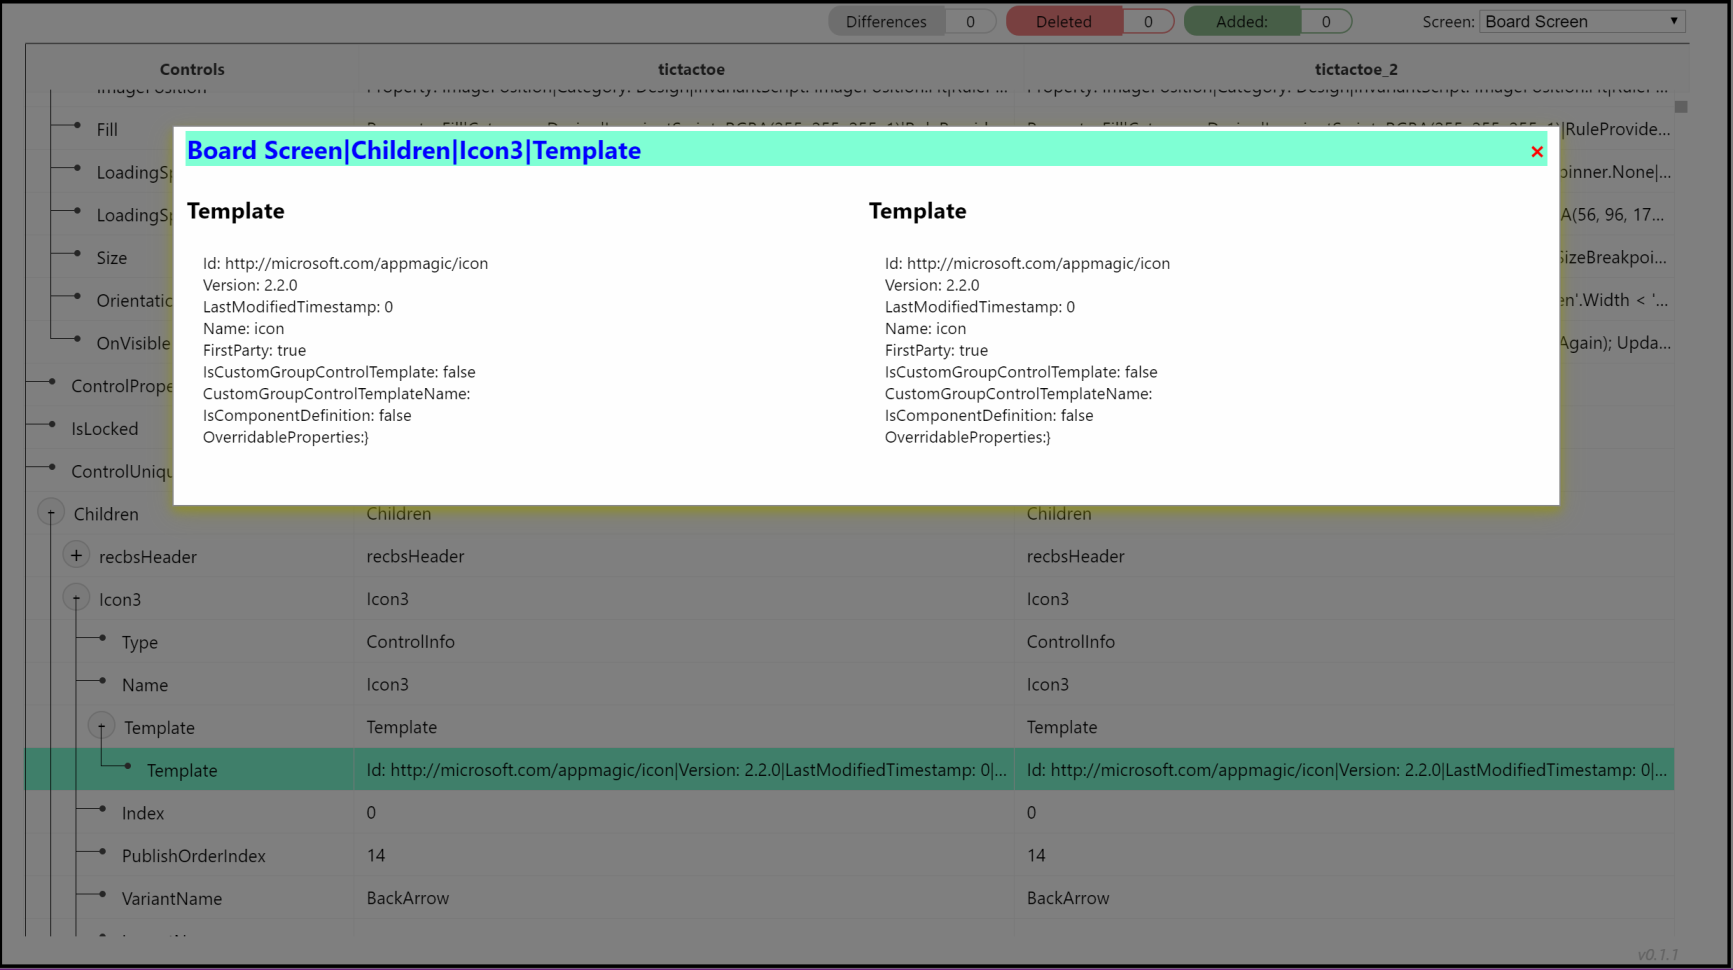 Differences 0 Deleted 0 Added: 0 Screen: Board Screen
Controls tictactoe tictactoe_2
Fill
RuleProvide...
Board Screen|Children|Icon3|Template
Template Template
Id: http://microsoft.com/appmagic/icon Id: http://microsoft.com/appmagic/icon
Version: 2.2.0 Version: 2.2.0
LastModifiedTimestamp: 0 LastModifiedTimestamp: 0
Name: icon Name: icon
FirstParty: true FirstParty: true
IsCustomGroupControlTemplate: false IsCustomGroupControlTemplate: false
CustomGroupControlTemplateName: CustomGroupControlTemplateName:
IsComponentDefinition: false IsComponentDefinition: false
OverridableProperties:} OverridableProperties:}
LoadingSp inner.None|...
LoadingSp A(56, 96, 17...
Size SizeBreakpoi...
Orientatic en'.Width < '...
OnVisible Again); Upda...
ControlPrope
IsLocked
ControlUniqu
Children Children Children
recbsHeader recbsHeader recbsHeader
Icon3 Icon3 Icon3
Type ControlInfo ControlInfo
Name Icon3 Icon3
Template Template Template
Template Id: http://microsoft.com/appmagic/icon|Version: 2.2.0|LastModifiedTimestamp: 0|... Id: http://microsoft.com/appmagic/icon|Version: 2.2.0|LastModifiedTimestamp: 0|...
Index 0 0
PublishOrderIndex 14 14
VariantName BackArrow BackArrow
v0.1.1